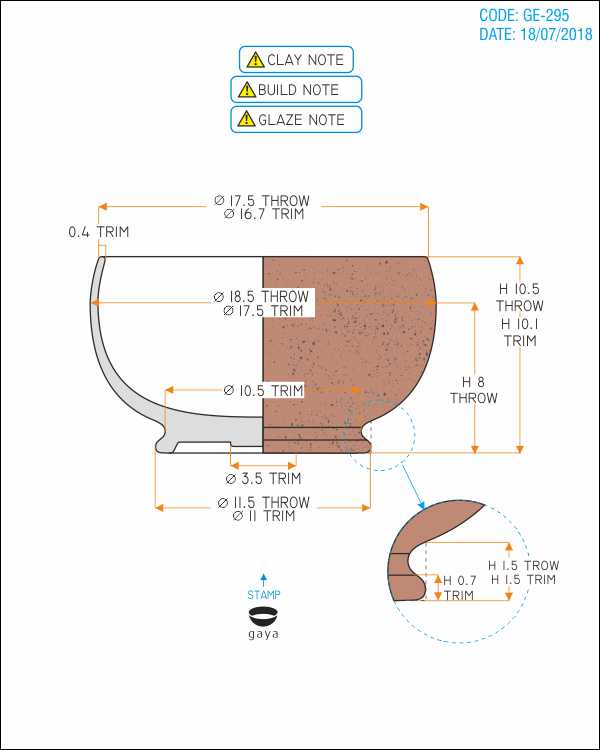 CODE: GE-295
DATE: 18/07/2018
CLAY NOTE
BUILD NOTE
GLAZE NOTE
Ø 17.5 THROW
Ø 16.7 TRIM
0.4 TRIM
Ø 18.5 THROW
Ø 17.5 TRIM
H 10.5
THROW
H 10.1
TRIM
H 8
THROW
Ø 10.5 TRIM
Ø 3.5 TRIM
Ø 11.5 THROW
Ø 11 TRIM
H 1.5 TROW
H 1.5 TRIM
H 0.7
TRIM
STAMP
gaya